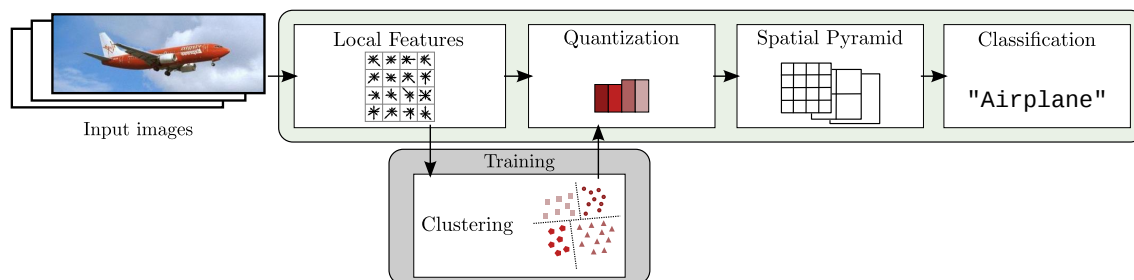 Local Features
Quantization
Spatial Pyramid
Classification
"Airplane"
Input images
Training
Clustering